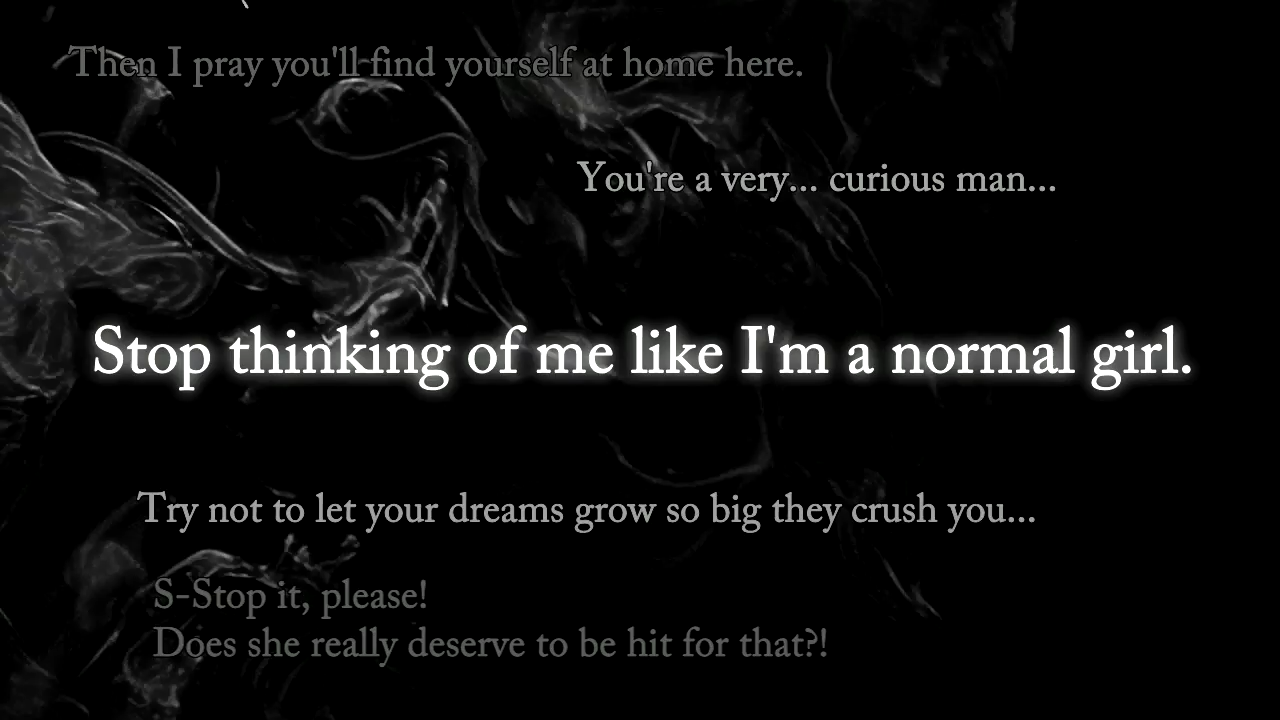 Then I pray you'll find yourself at home here.
You're a very... curious man...
Stop thinking of me like I'm a normal girl.
Try not to let your dreams grow so big they crush you...
S-Stop it, please!
Does she really deserve to be hit for that?!